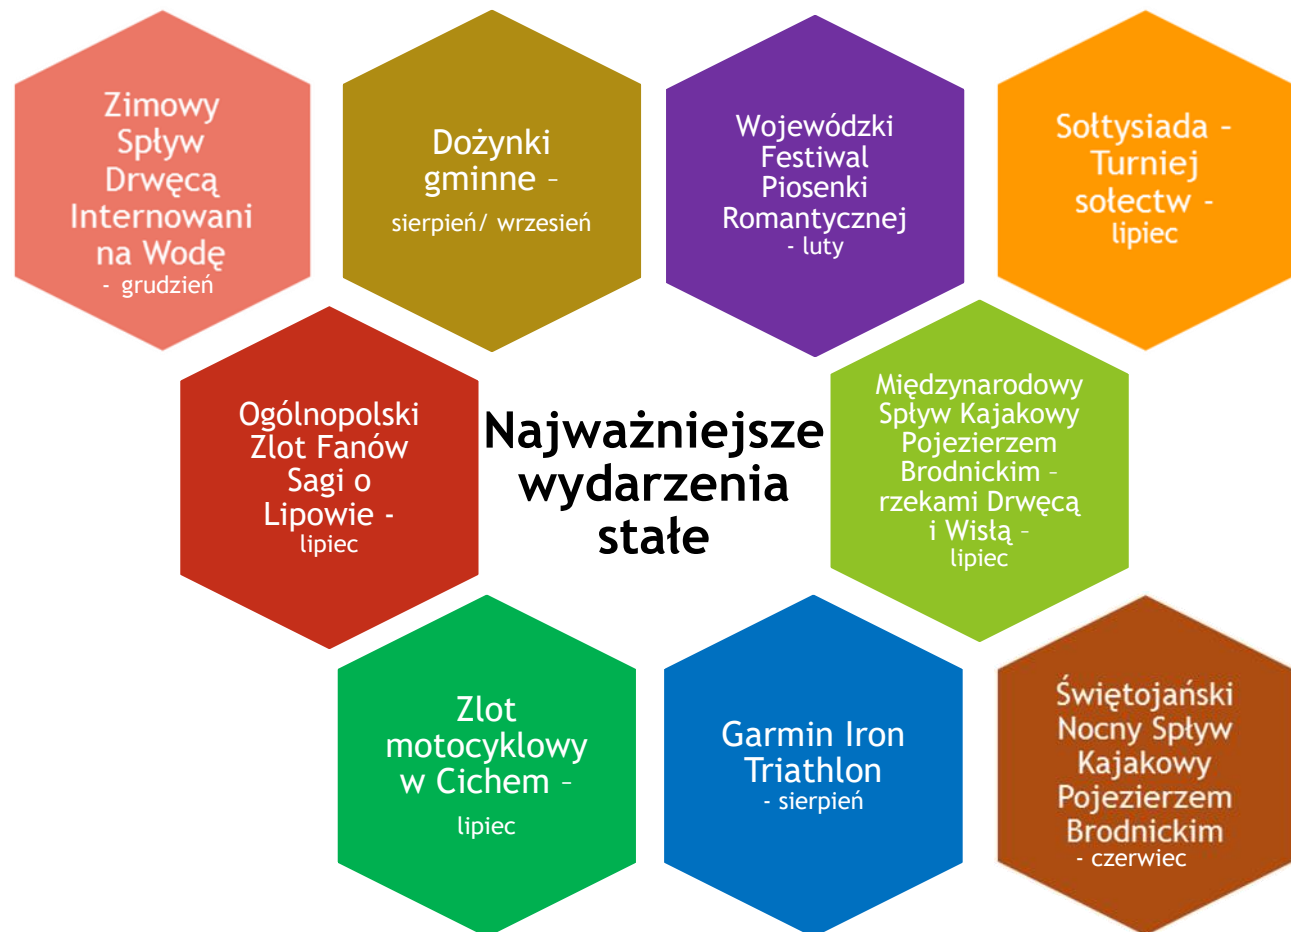 Zimowy
Spływ
Drwęcą
Internowani
na Wodę
- grudzień
Dożynki
gminne –
sierpień/ wrzesień
Wojewódzki
Festiwal
Piosenki
Romantycznej
- luty
Sołtysiada –
Turniej
sołectw -
lipiec
Ogólnopolski
Zlot Fanów
Sagi o
Lipowie -
lipiec
Najważniejsze
wydarzenia
stałe
Międzynarodowy
Spływ Kajakowy
Pojezierzem
Brodnickim –
rzekami Drwęcą
i Wisłą –
lipiec
Zlot
motocyklowy
w Cichem –
lipiec
Garmin Iron
Triathlon
- sierpień
Świętojański
Nocny Spływ
Kajakowy
Pojezierzem
Brodnickim
- czerwiec